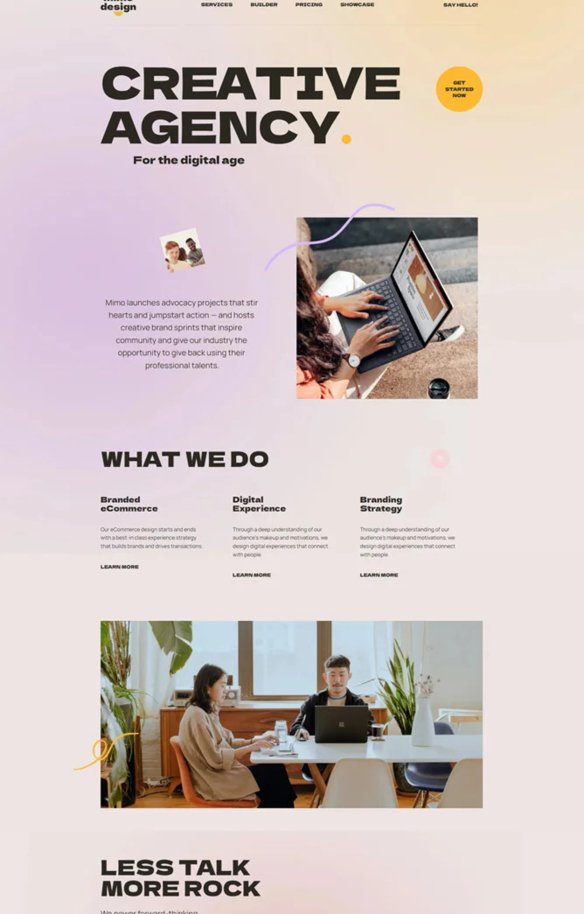 design
SERVICES
BUILDER
PRICING
SHOWCASE
SAY HELLO!
CREATIVE
AGENCY.
GET
STARTED
NOW
For the digital age
Mimo launches advocacy projects that stir
hearts and jumpstart action — and hosts
creative brand sprints that inspire
community and give our industry the
opportunity to give back using their
professional talents.
WHAT WE DO
Branded
eCommerce
Our eCommerce design starts and ends
with a best-in-class experience strategy
that builds brands and drives transactions.
LEARN MORE
Digital
Experience
Through a deep understanding of our
audience's makeup and motivations, we
design digital experiences that connect
with people.
LEARN MORE
Branding
Strategy
Through a deep understanding of our
audience's makeup and motivations, we
design digital experiences that connect
with people.
LEARN MORE
LESS TALK
MORE ROCK
We power forward-thinking